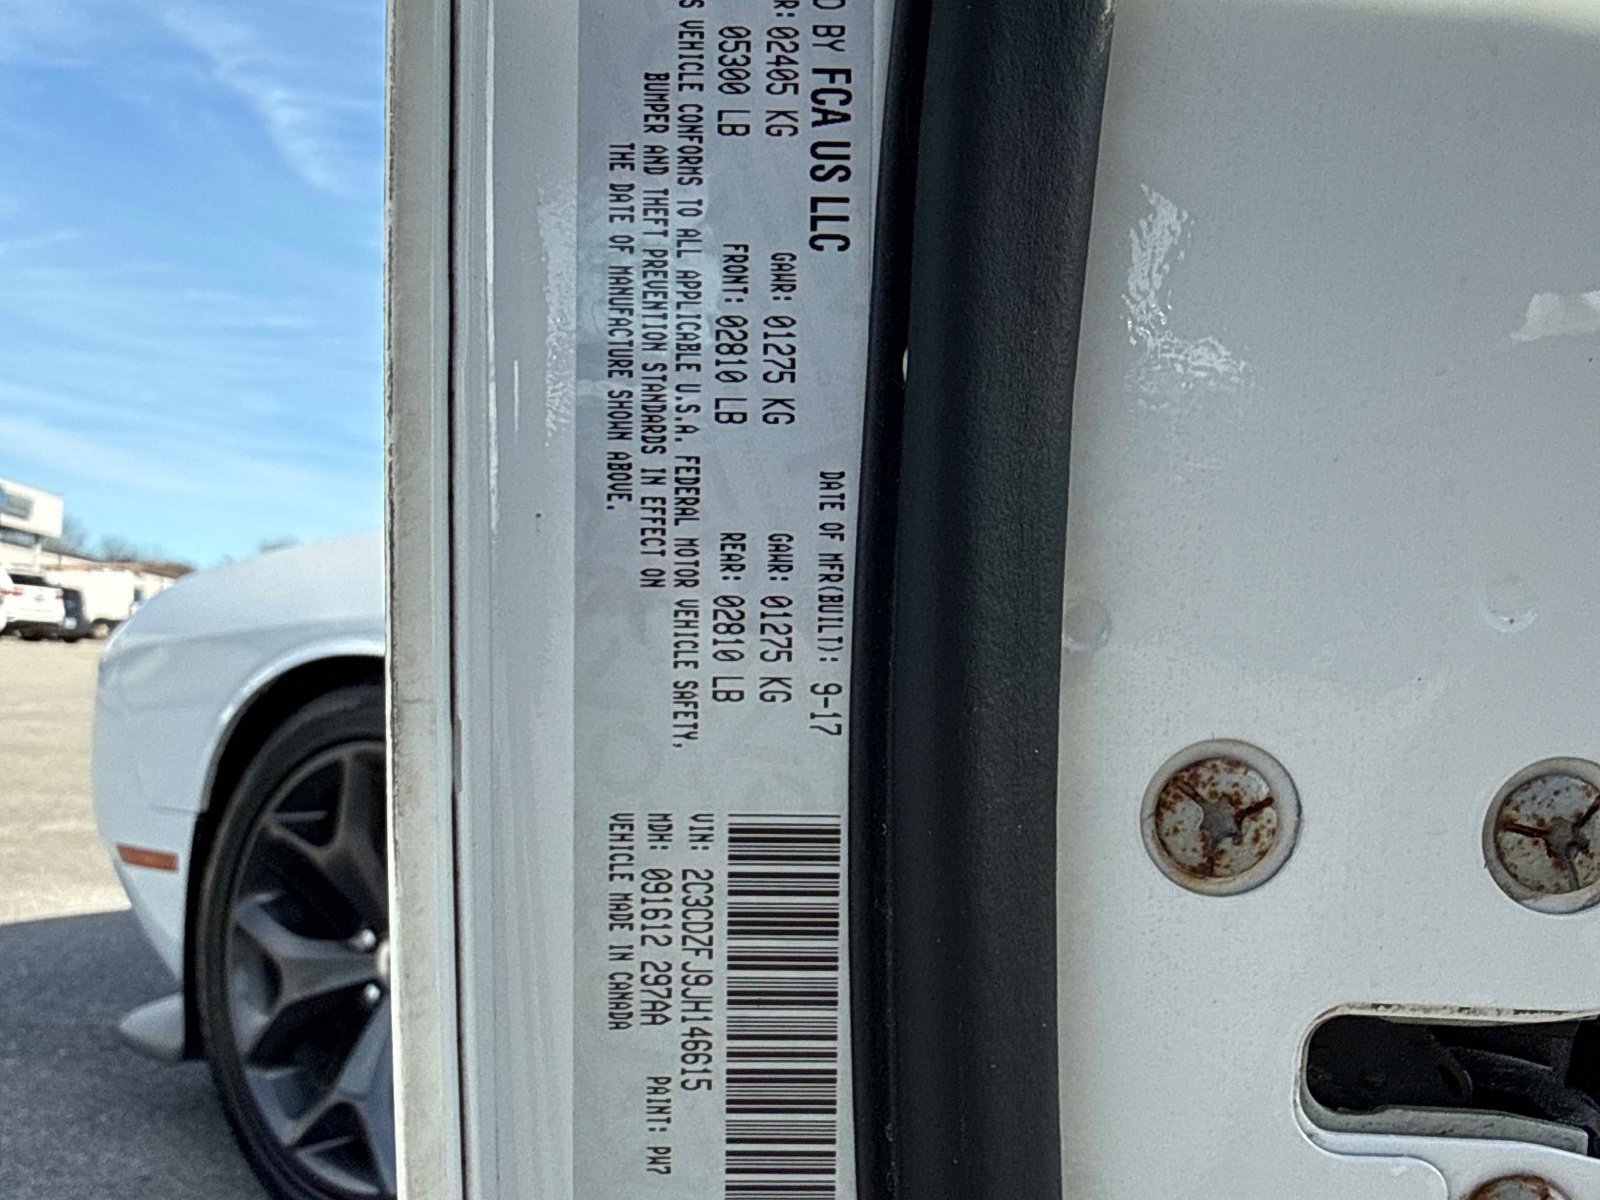 D BY FCA US LLC
DATE OF MFR(BUILT): 9-17
R: 02405 KG GAWR: 01275 KG GAWR: 01275 KG
05300 LB FRONT: 02810 LB REAR: 02810 LB
S VEHICLE CONFORMS TO ALL APPLICABLE U.S.A. FEDERAL MOTOR VEHICLE SAFETY,
BUMPER AND THEFT PREVENTION STANDARDS IN EFFECT ON
THE DATE OF MANUFACTURE SHOWN ABOVE.
VIN: 2C3CDZFJ9JH146615
MDH: 091612 297AA PAINT: PW7
VEHICLE MADE IN CANADA